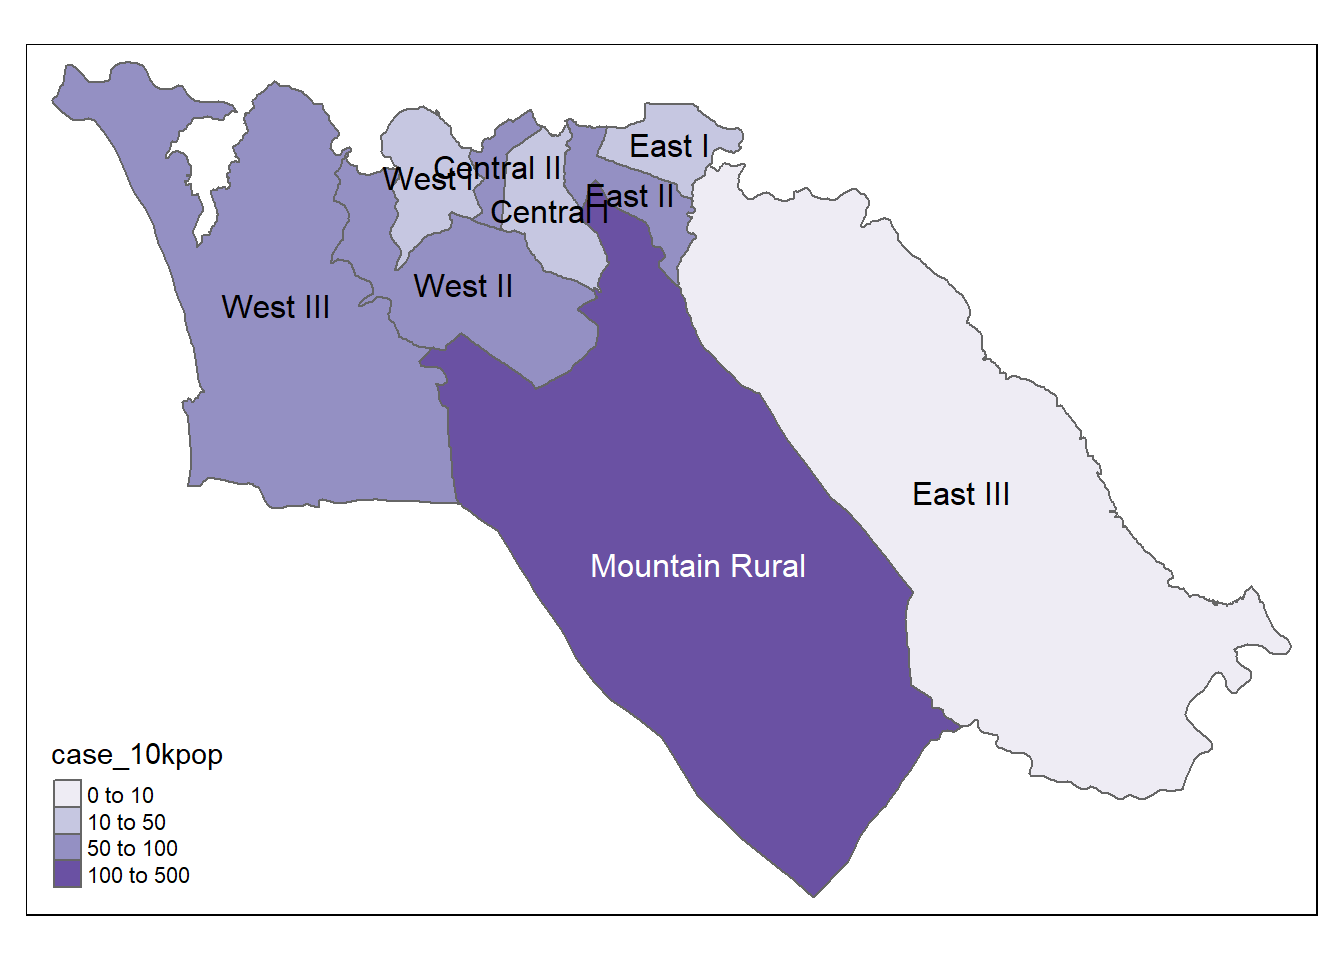 East I
Central II
West I
East II
Central I
West II
West III
East III
Mountain Rural
case_10kpop
0 to 10
10 to 50
50 to 100
100 to 500